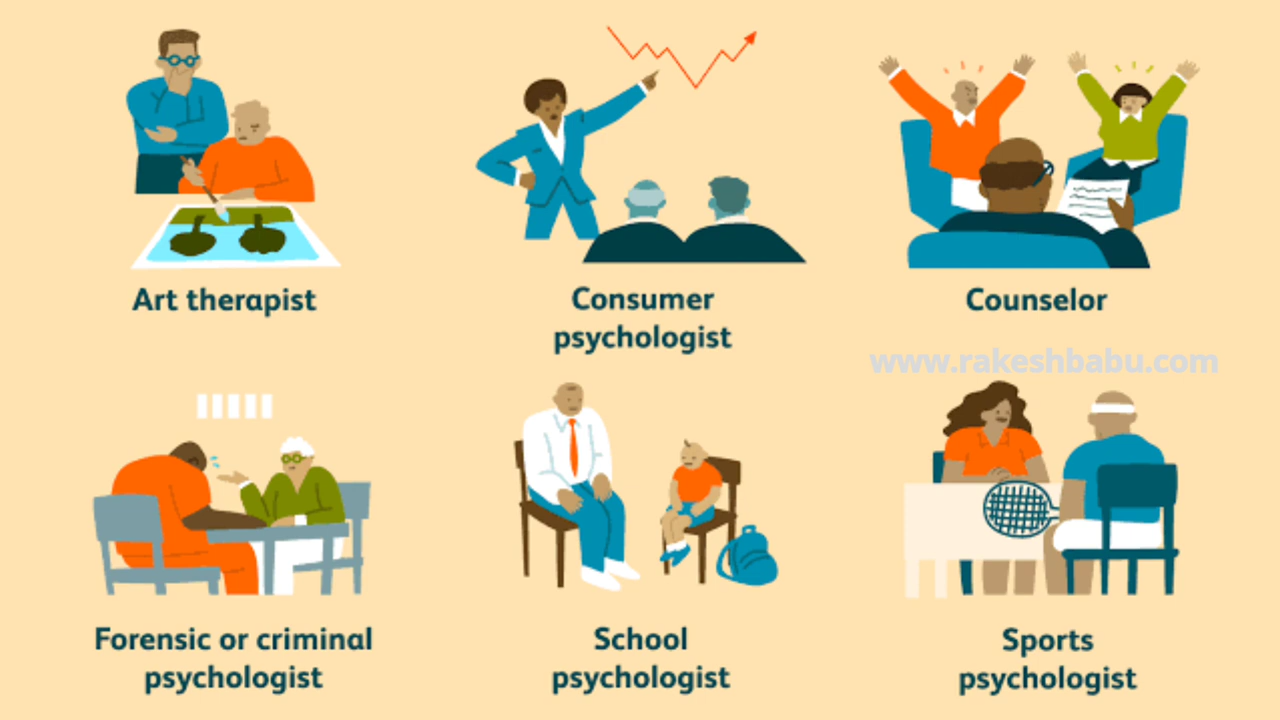 Art therapist
Consumer
psychologist
Counselor
www.rakeshbabu.com
Forensic or criminal
psychologist
School
psychologist
Sports
psychologist